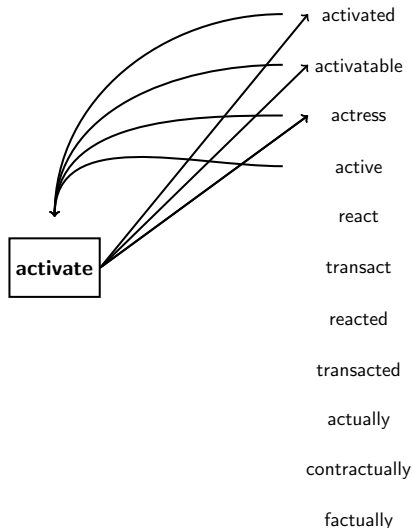 activated
activatable
actress
active
react
activate
transact
reacted
transacted
actually
contractually
factually